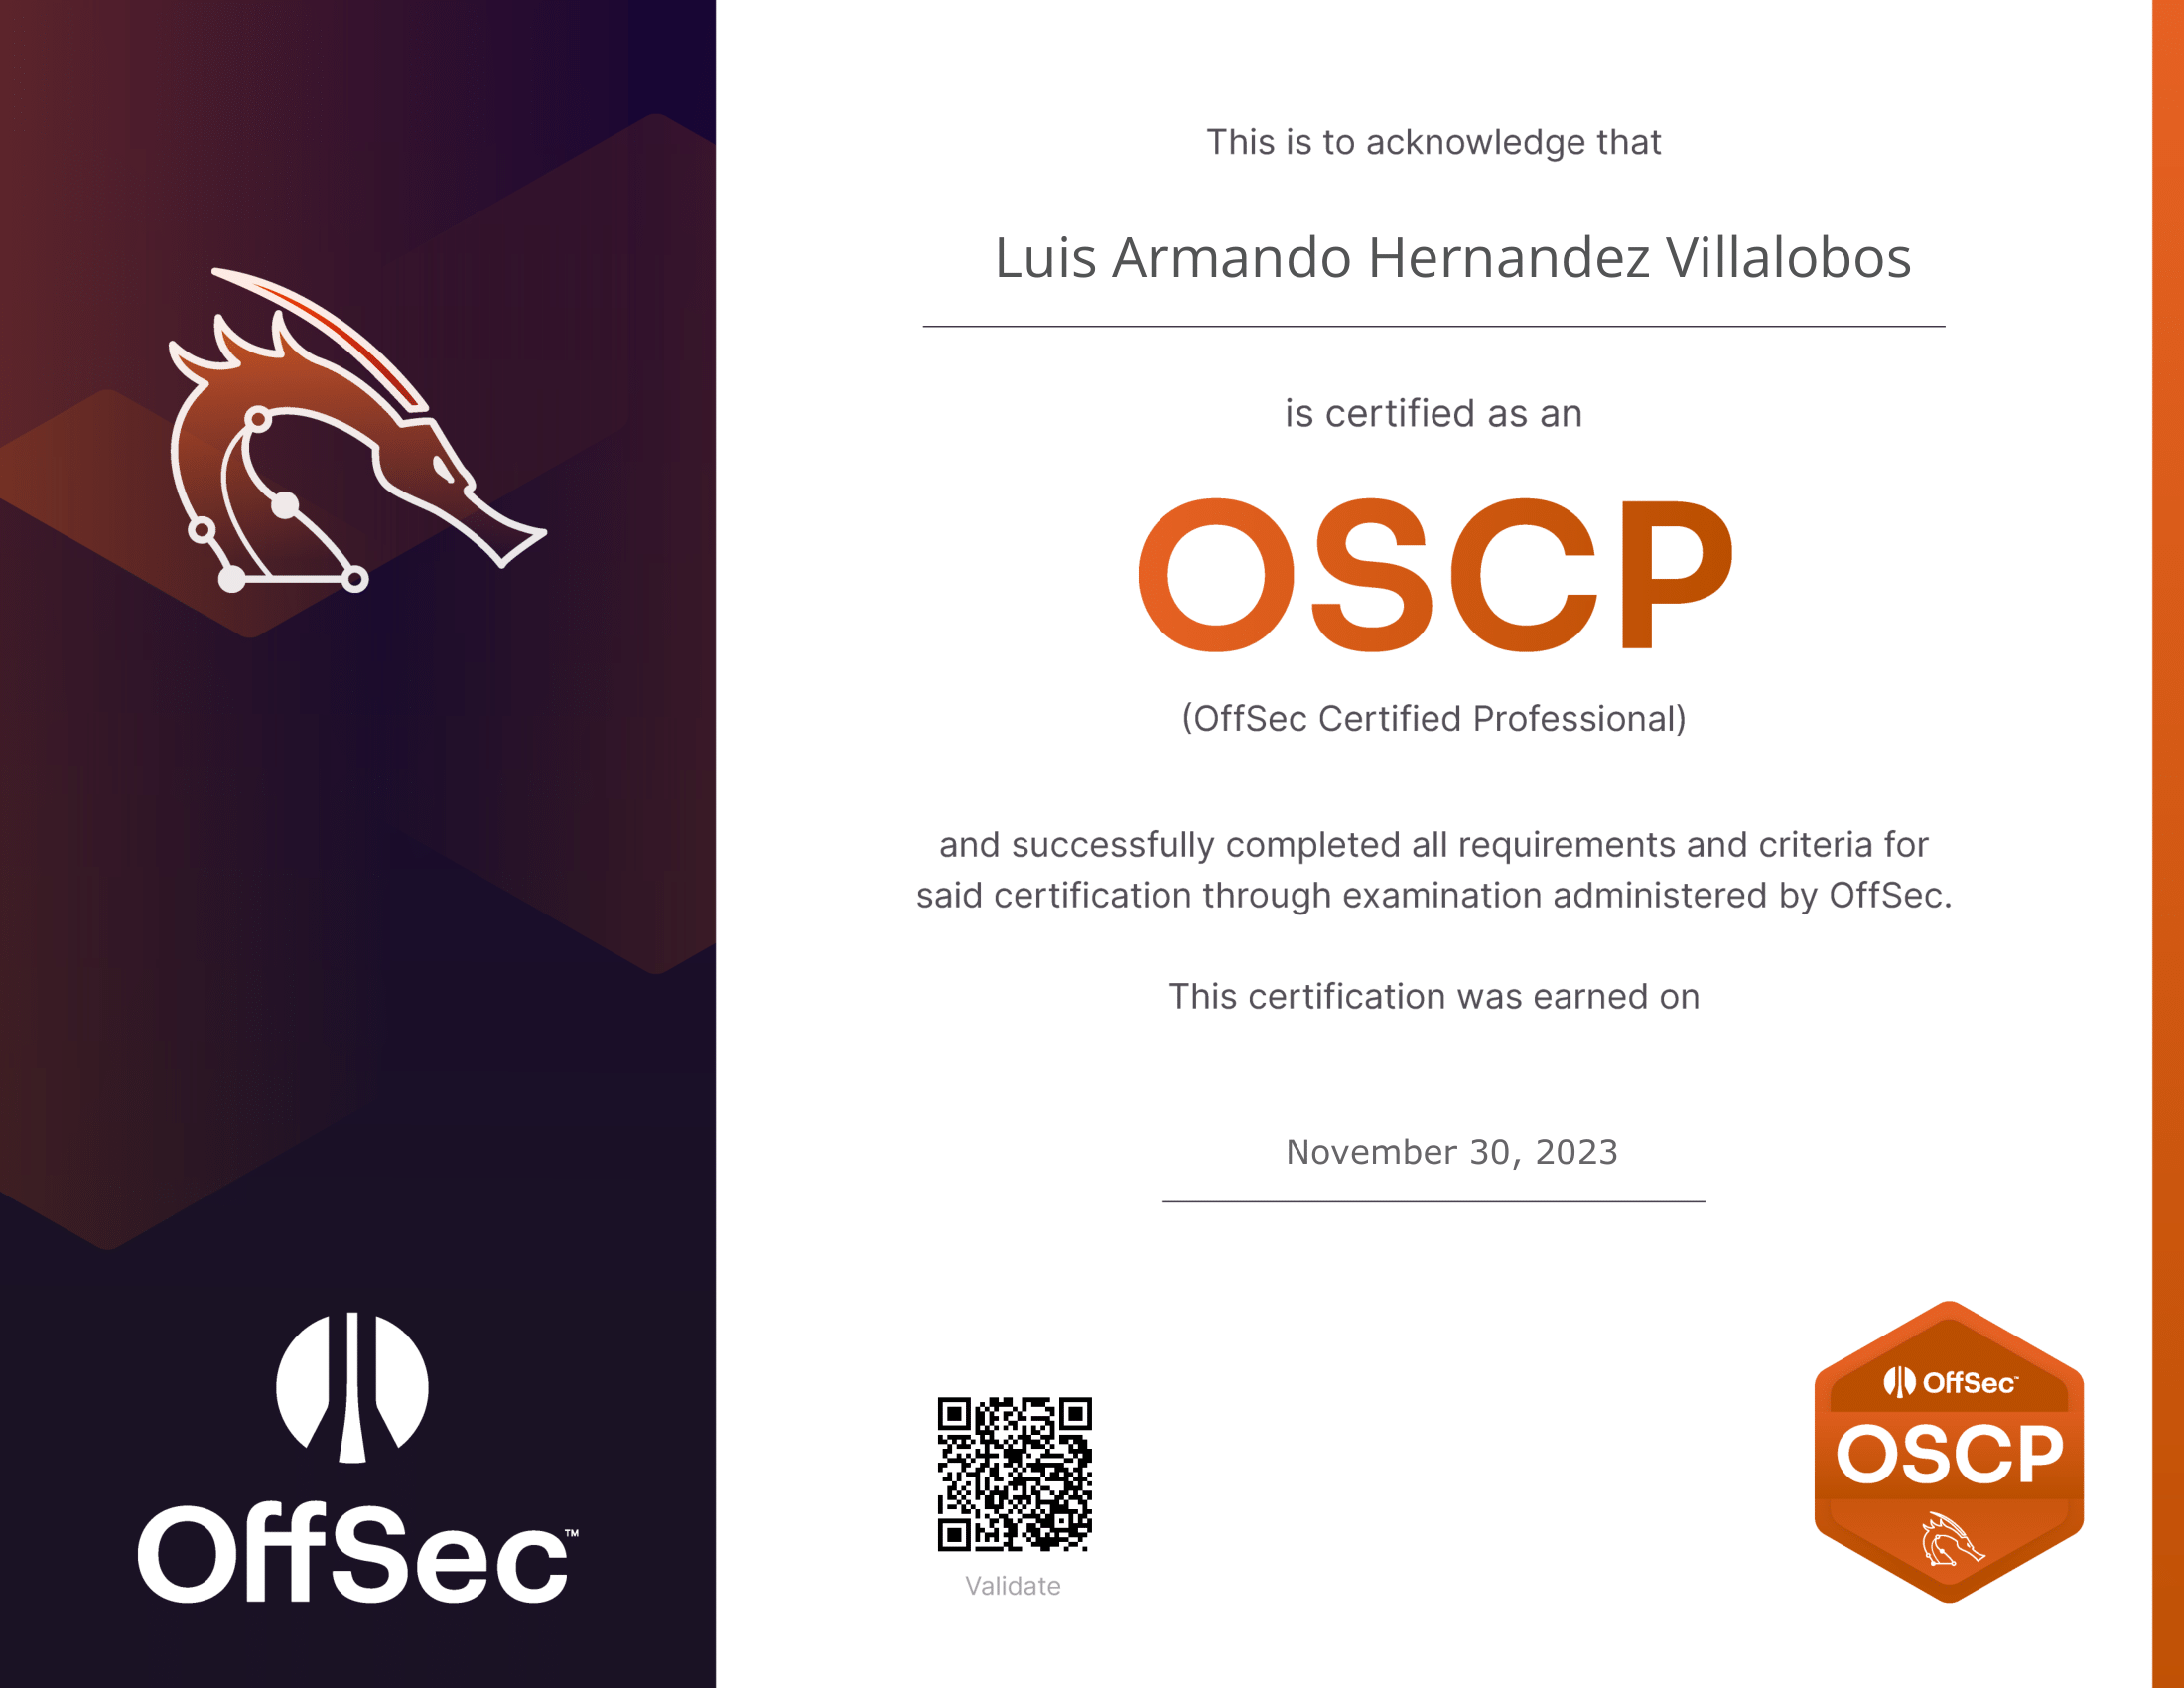 This is to acknowledge that
Luis Armando Hernandez Villalobos
is certified as an
OSCP
(OffSec Certified Professional)
and successfully completed all requirements and criteria for
said certification through examination administered by OffSec.
This certification was earned on
November 30, 2023
OffSec™
Validate
OffSec™
OSCP